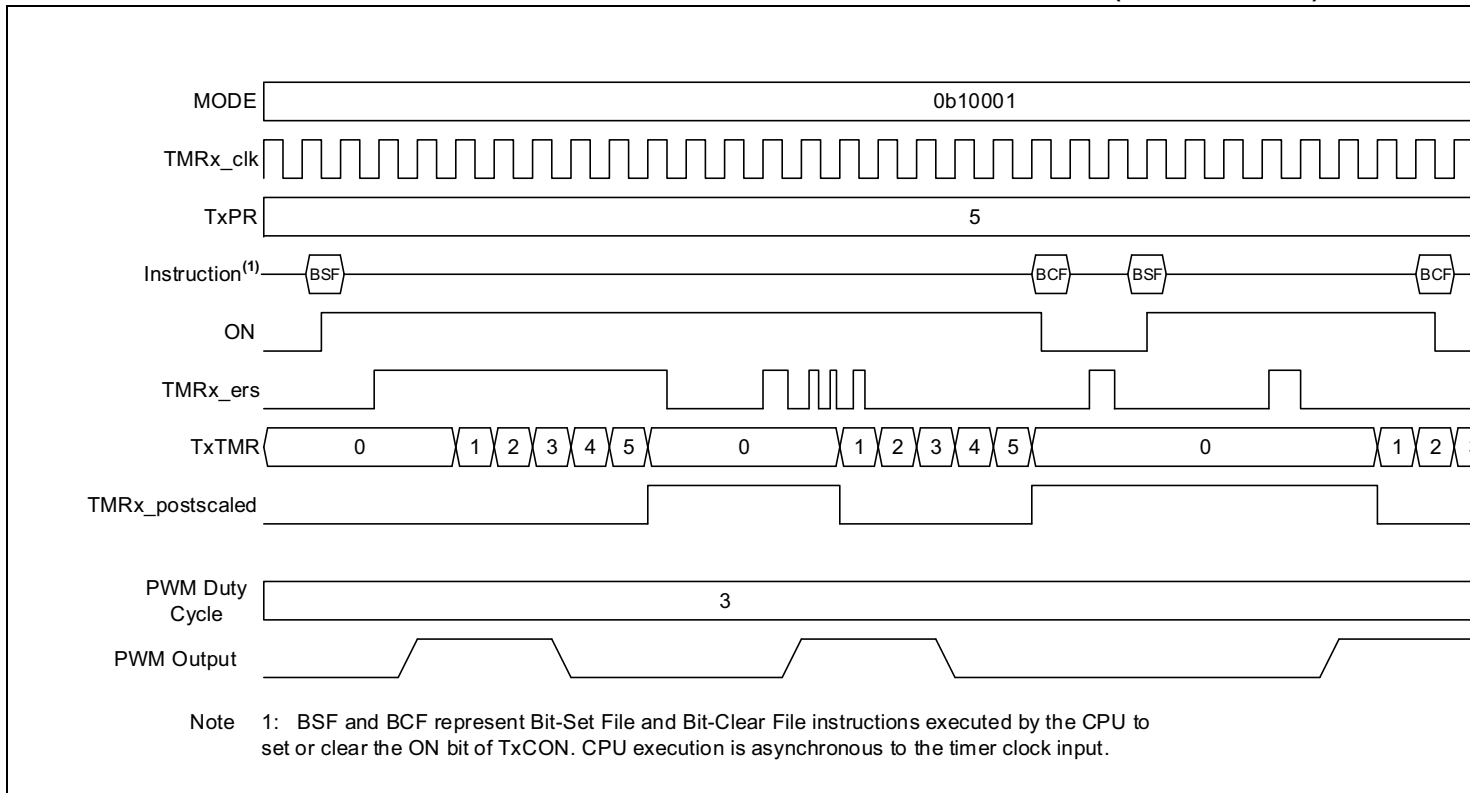 MODE 0b10001
TMRx_clk
TxPR 5
Instruction(1) BSF BCF BSF BCF
ON
TMRx_ers
TxTMR 0 1 2 3 4 5 0 1 2 3 4 5 0 1 2
TMRx_postscaled
PWM Duty
Cycle
3
PWM Output
Note 1: BSF and BCF represent Bit-Set File and Bit-Clear File instructions executed by the CPU to
set or clear the ON bit of TxCON. CPU execution is asynchronous to the timer clock input.